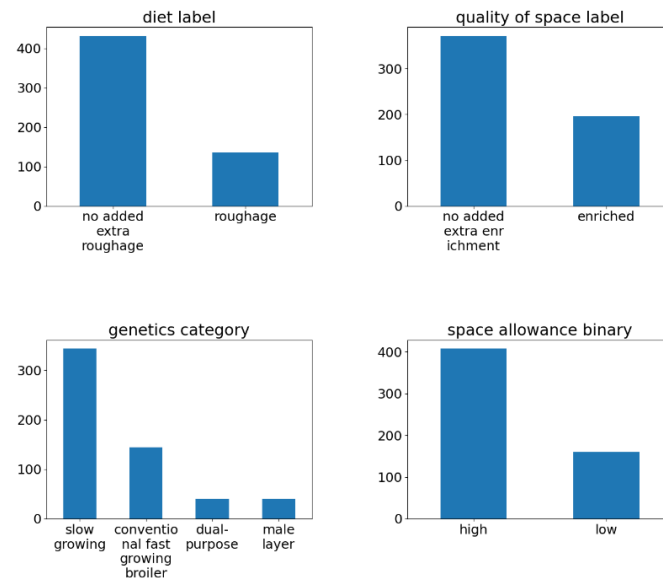 diet label
400
300
200
100
0
no added
extra
roughage
roughage
quality of space label
300
200
100
0
no added
extra enr
ichment
enriched
genetics category
300
200
100
0
slow
growing
conventio
nal fast
growing
broiler
dual-
purpose
male
layer
space allowance binary
400
300
200
100
0
high
low